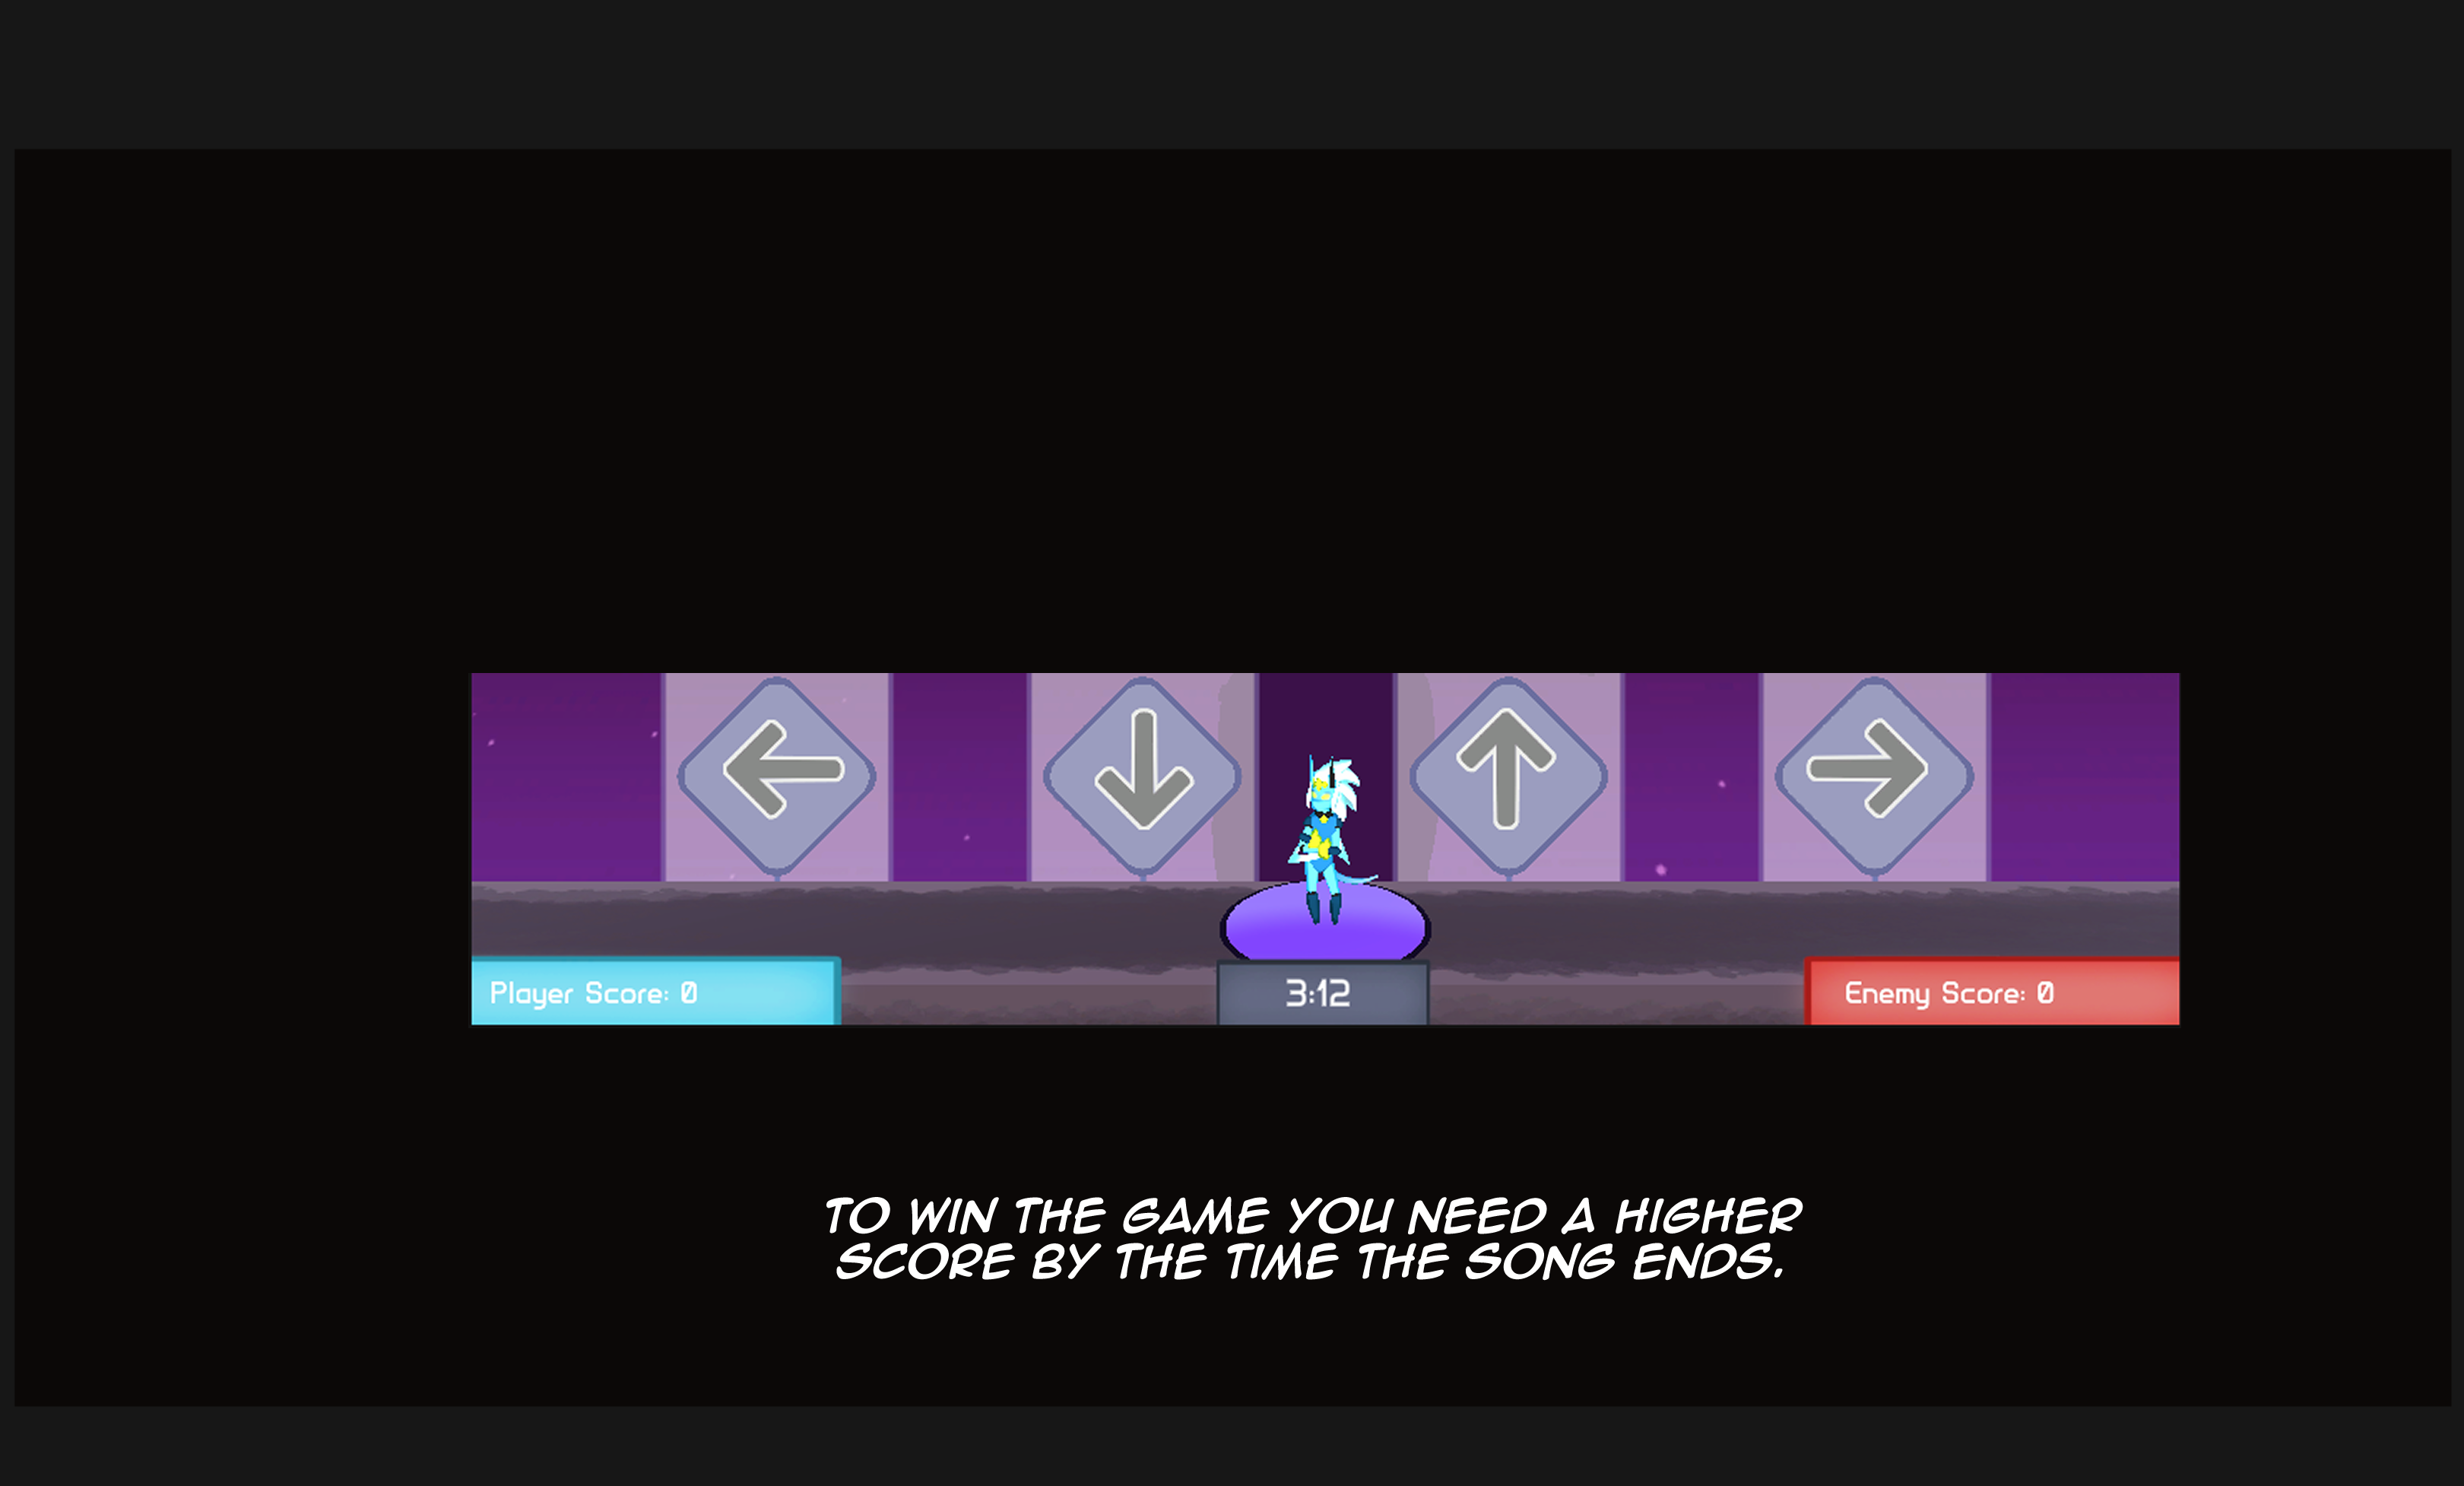 Player Score: 0
3:12
Enemy Score: 0
TO WIN THE GAME YOU NEED A HIGHER
SCORE BY THE TIME THE SONG ENDS.